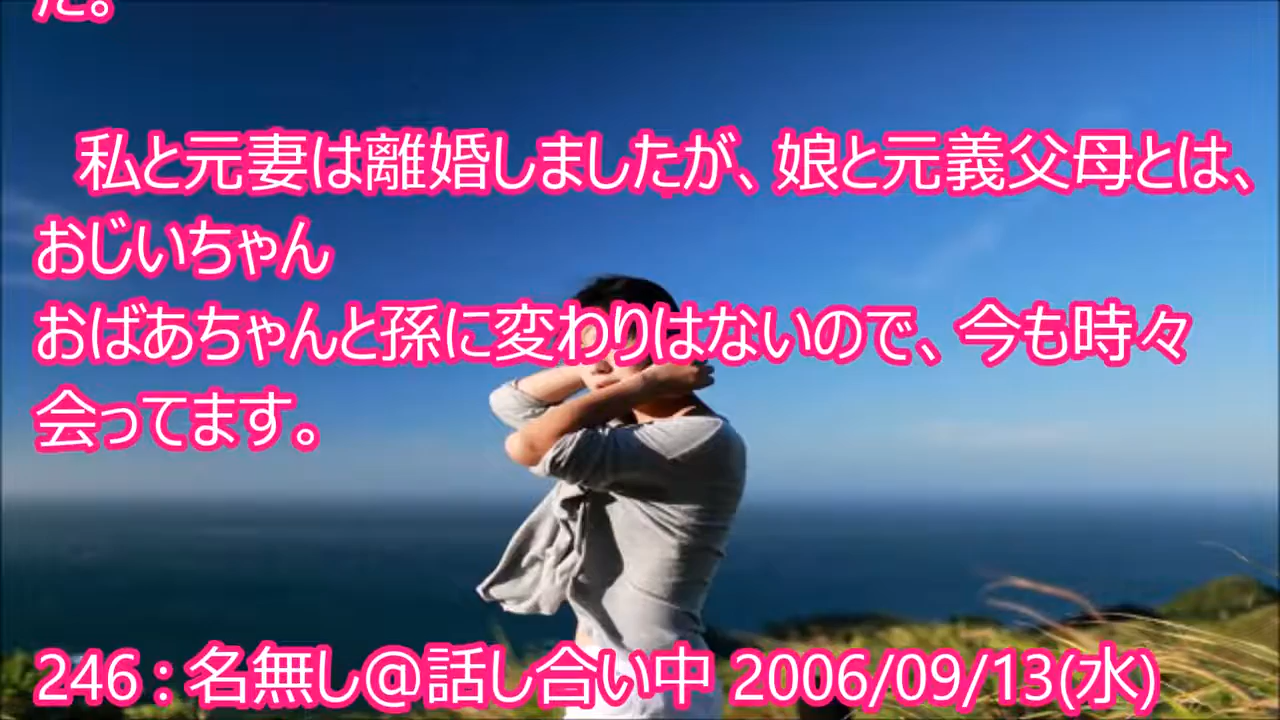 た。
私と元妻は離婚しましたが、娘と元義父母とは、
おじいちゃん
おばあちゃんと孫に変わりはないので、今も時々
会ってます。
246 : 名無し@話し合い中 2006/09/13(水)